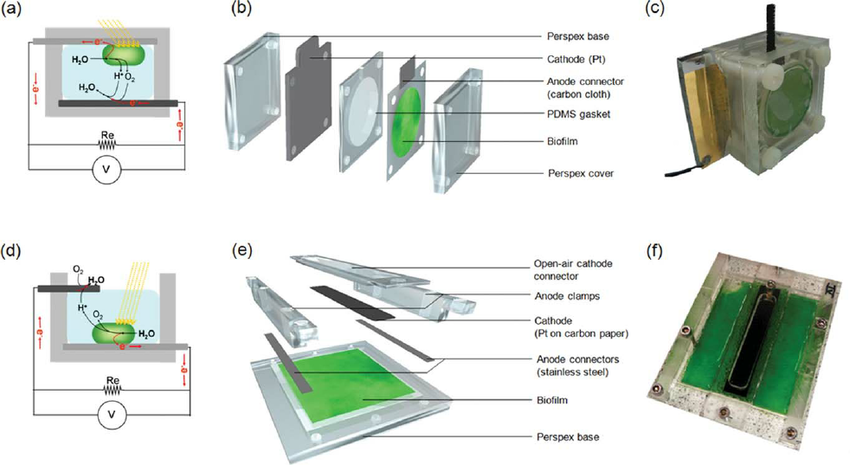 (a)
e-
H₂O
H⁺
O₂
H₂O
e-
e-
e-
Re
V
(b)
Perspex base
Cathode (Pt)
Anode connector
(carbon cloth)
PDMS gasket
Biofilm
Perspex cover
(c)
(d)
O₂
H₂O
H⁺
O₂
H₂O
e-
e-
e-
Re
V
(e)
Open-air cathode
connector
Anode clamps
Cathode
(Pt on carbon paper)
Anode connectors
(stainless steel)
Biofilm
Perspex base
(f)